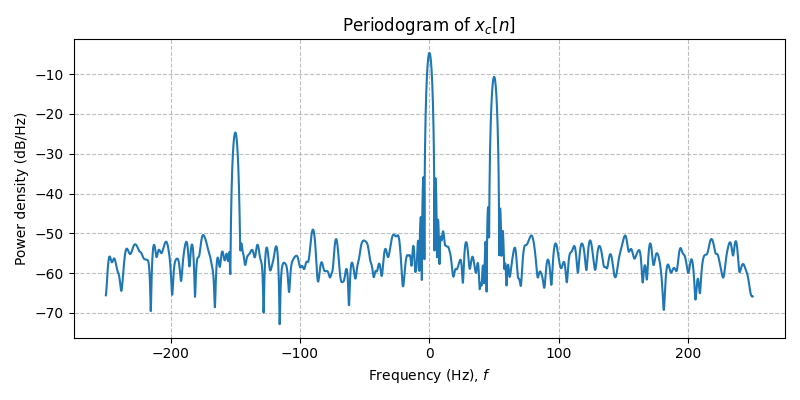 Periodogram of $x_c[n]$
Power density (dB/Hz)
−10
−20
−30
−40
−50
−60
−70
−200 −100 0 100 200
Frequency (Hz), $f$